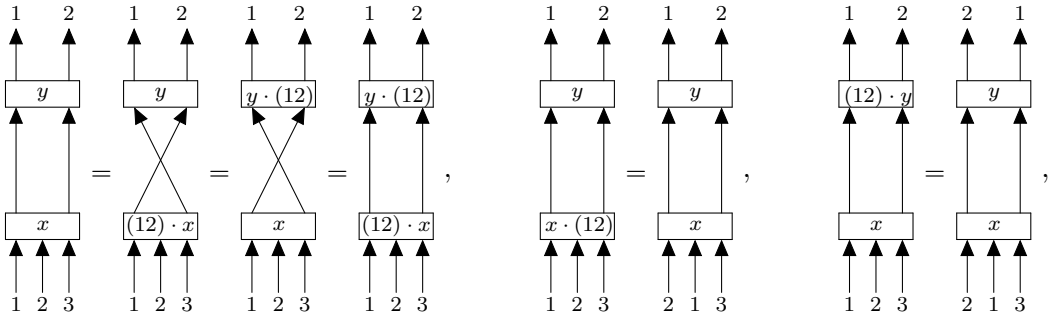 1 2 1 2 1 2 1 2 1 2 1 2 1 2 2 1
y y y · (12) y · (12) y y (12) · y y
= = = , = , = ,
x (12) · x x (12) · x x · (12) x x x
1 2 3 1 2 3 1 2 3 1 2 3 1 2 3 2 1 3 1 2 3 2 1 3